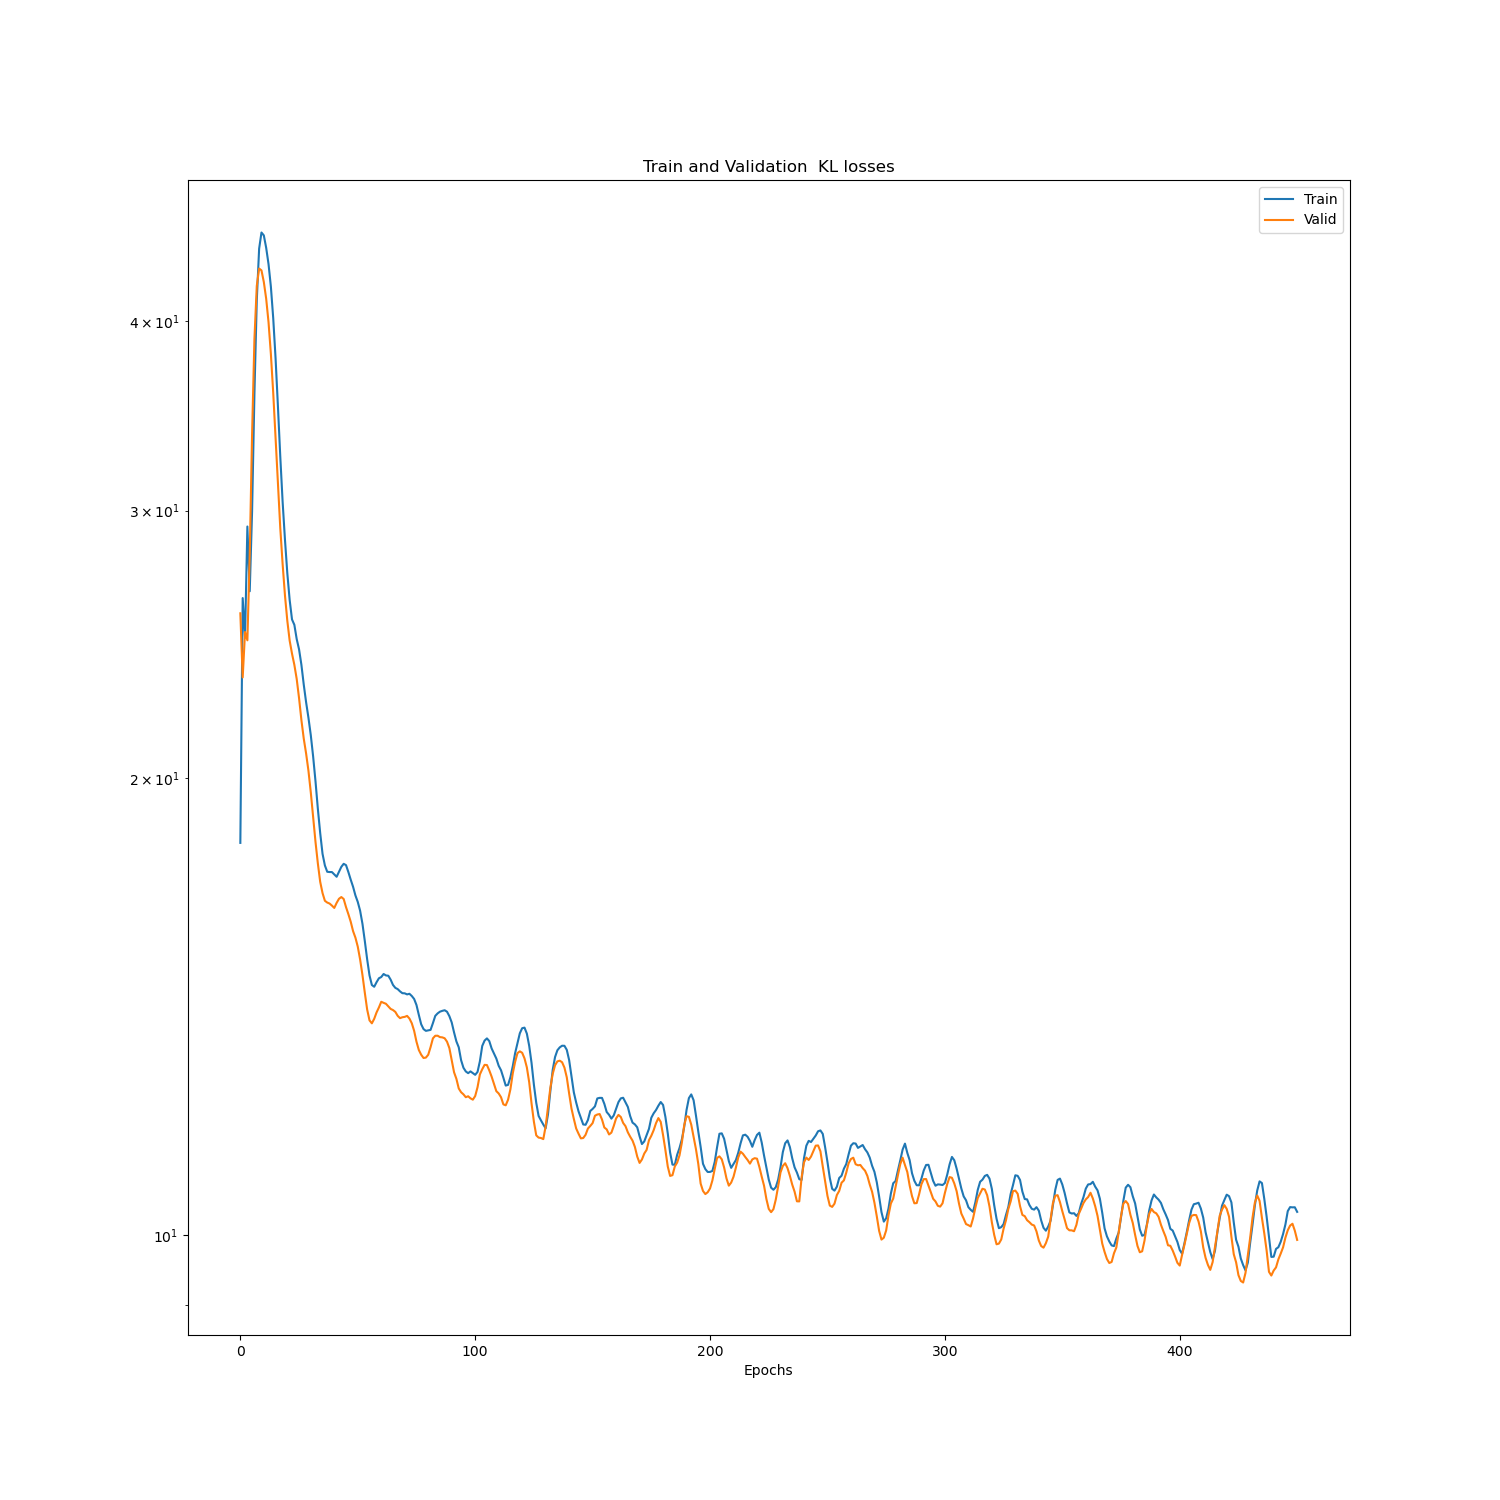 Train and Validation  KL losses
Train
Valid
4 × 10¹
3 × 10¹
2 × 10¹
10¹
0 100 200 300 400
Epochs